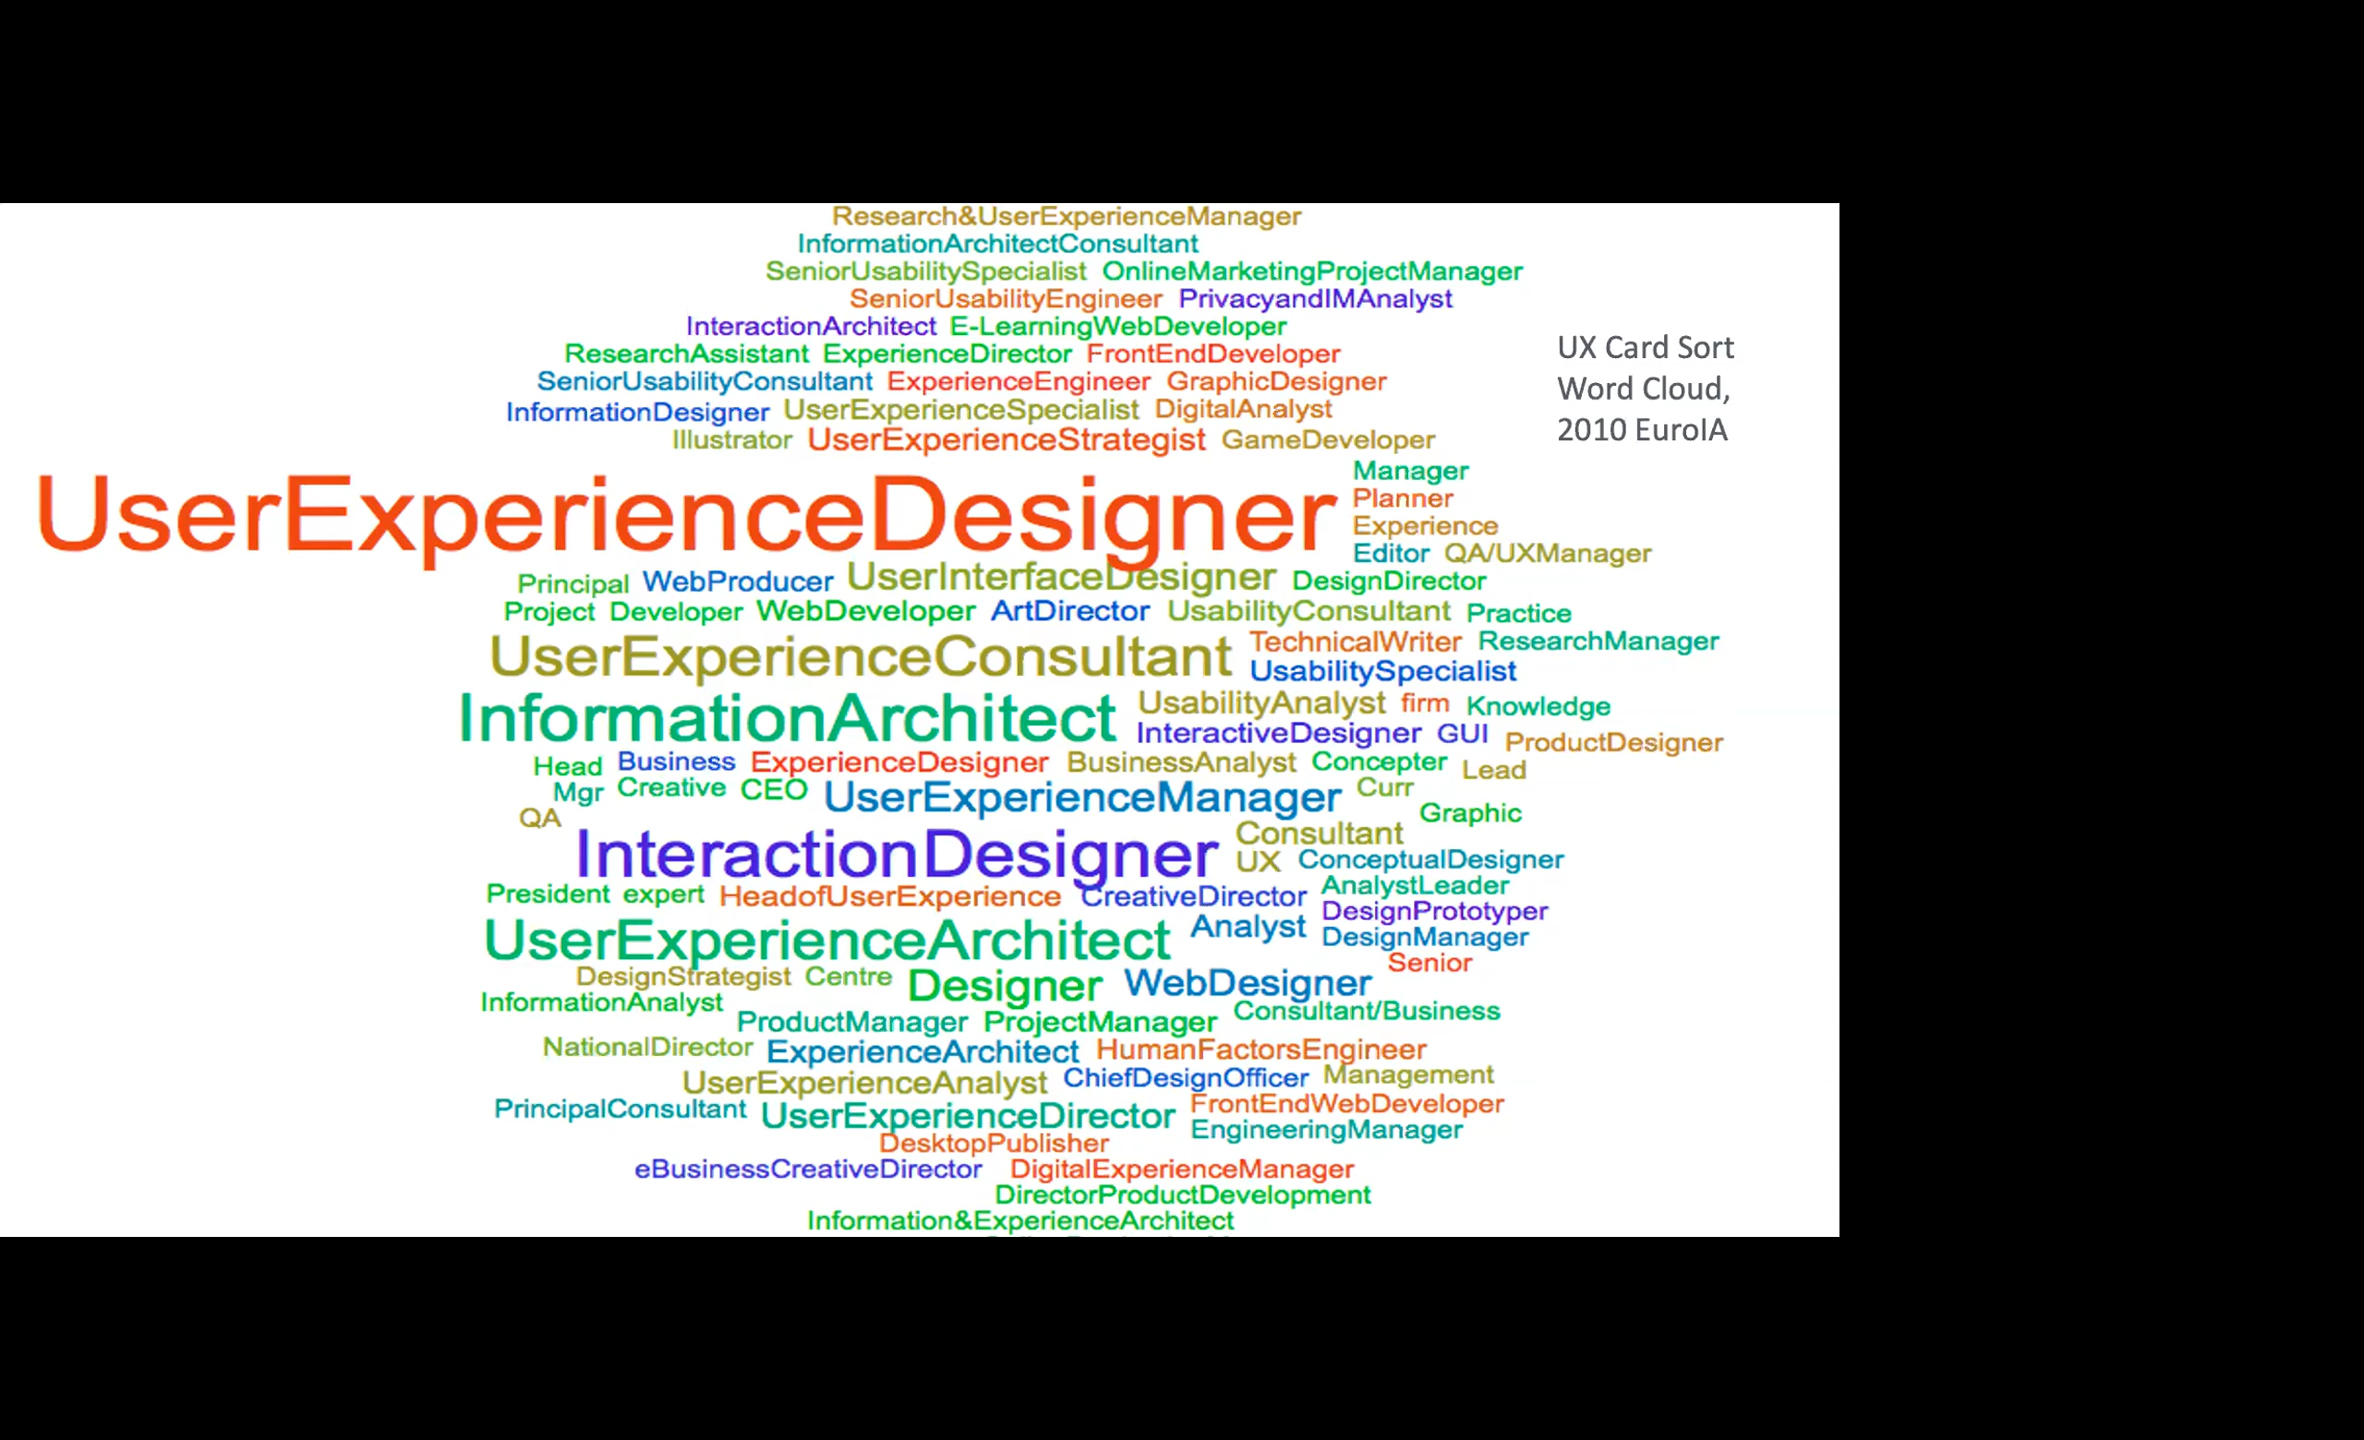 Research&UserExperienceManager
InformationArchitectConsultant
SeniorUsabilitySpecialist OnlineMarketingProjectManager
SeniorUsabilityEngineer PrivacyandIMAnalyst
InteractionArchitect E-LearningWebDeveloper
ResearchAssistant ExperienceDirector FrontEndDeveloper
SeniorUsabilityConsultant ExperienceEngineer GraphicDesigner
InformationDesigner UserExperienceSpecialist DigitalAnalyst
Illustrator UserExperienceStrategist GameDeveloper
UX Card Sort
Word Cloud,
2010 EuroIA
UserExperienceDesigner
Manager
Planner
Experience
Editor QA/UXManager
Principal WebProducer UserInterfaceDesigner DesignDirector
Project Developer WebDeveloper ArtDirector UsabilityConsultant Practice
UserExperienceConsultant TechnicalWriter ResearchManager
UsabilitySpecialist
InformationArchitect UsabilityAnalyst firm Knowledge
InteractiveDesigner GUI ProductDesigner
Head Business ExperienceDesigner BusinessAnalyst Concepter Lead
Mgr Creative CEO UserExperienceManager Curr
Graphic
QA InteractionDesigner Consultant
UX ConceptualDesigner
President expert HeadofUserExperience CreativeDirector AnalystLeader
DesignPrototyper
UserExperienceArchitect Analyst DesignManager
Senior
DesignStrategist Centre Designer WebDesigner
InformationAnalyst
ProductManager ProjectManager Consultant/Business
NationalDirector ExperienceArchitect HumanFactorsEngineer
UserExperienceAnalyst ChiefDesignOfficer Management
PrincipalConsultant UserExperienceDirector FrontEndWebDeveloper
EngineeringManager
DesktopPublisher
eBusinessCreativeDirector DigitalExperienceManager
DirectorProductDevelopment
Information&ExperienceArchitect